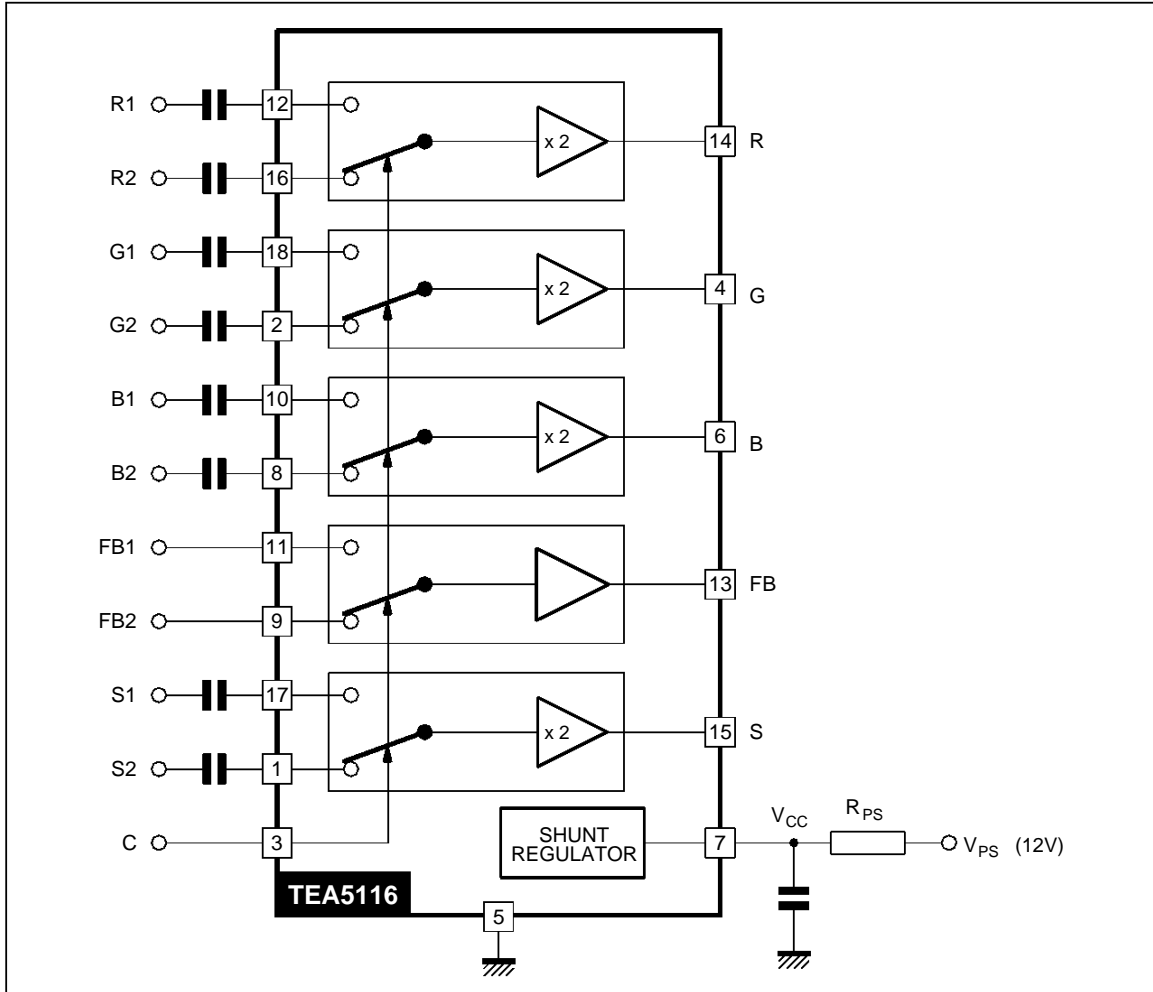 R1
12
x 2
14
R
R2
16
G1
18
x 2
4
G
G2
2
B1
10
x 2
6
B
B2
8
FB1
11
13
FB
FB2
9
S1
17
x 2
15
S
S2
1
C
3
SHUNT
REGULATOR
7
VCC
RPS
VPS (12V)
TEA5116
5